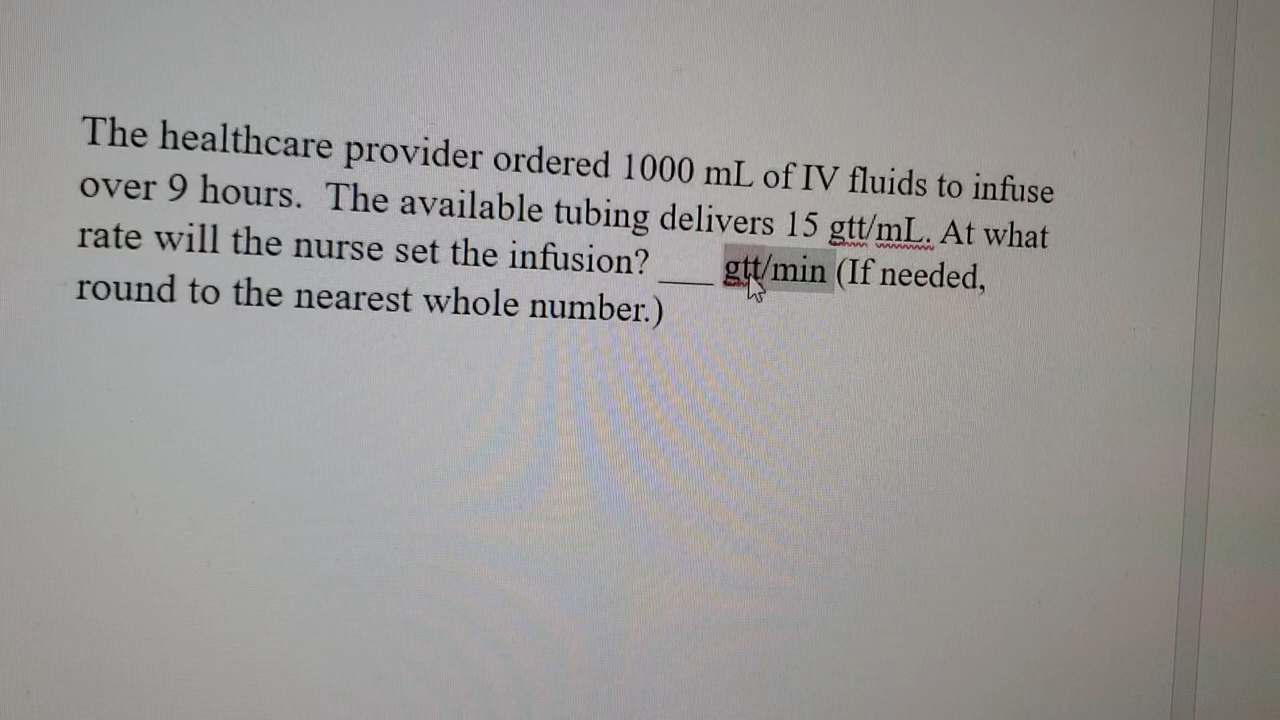 The healthcare provider ordered 1000 mL of IV fluids to infuse
over 9 hours.  The available tubing delivers 15 gtt/mL. At what
rate will the nurse set the infusion? ____ gtt/min (If needed,
round to the nearest whole number.)